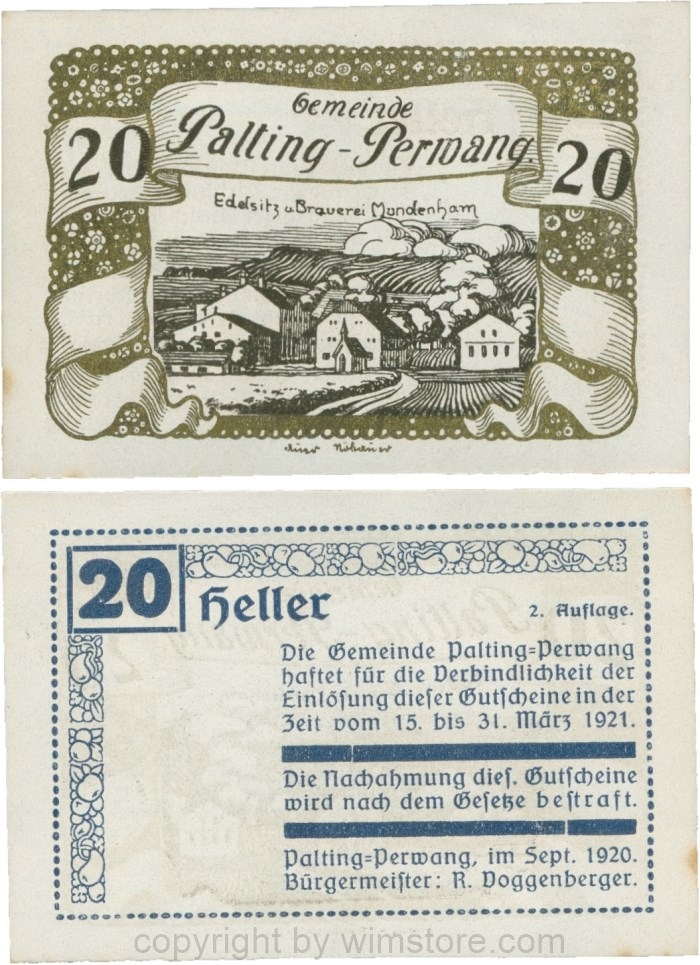 Gemeinde
Palting-Perwang.
20 20
Edelsitz u Brauerei Mundenham
20 Heller
2. Auflage.
Die Gemeinde Palting=Perwang
haftet für die Verbindlichkeit der
Einlöſung dieſer Gutſcheine in der
Zeit vom 15. bis 31. März 1921.
Die Nachahmung dieſ. Gutſcheine
wird nach dem Geſetze beſtraft.
Palting=Perwang, im Sept. 1920.
Bürgermeiſter: R. Voggenberger.
copyright by wimstore.com